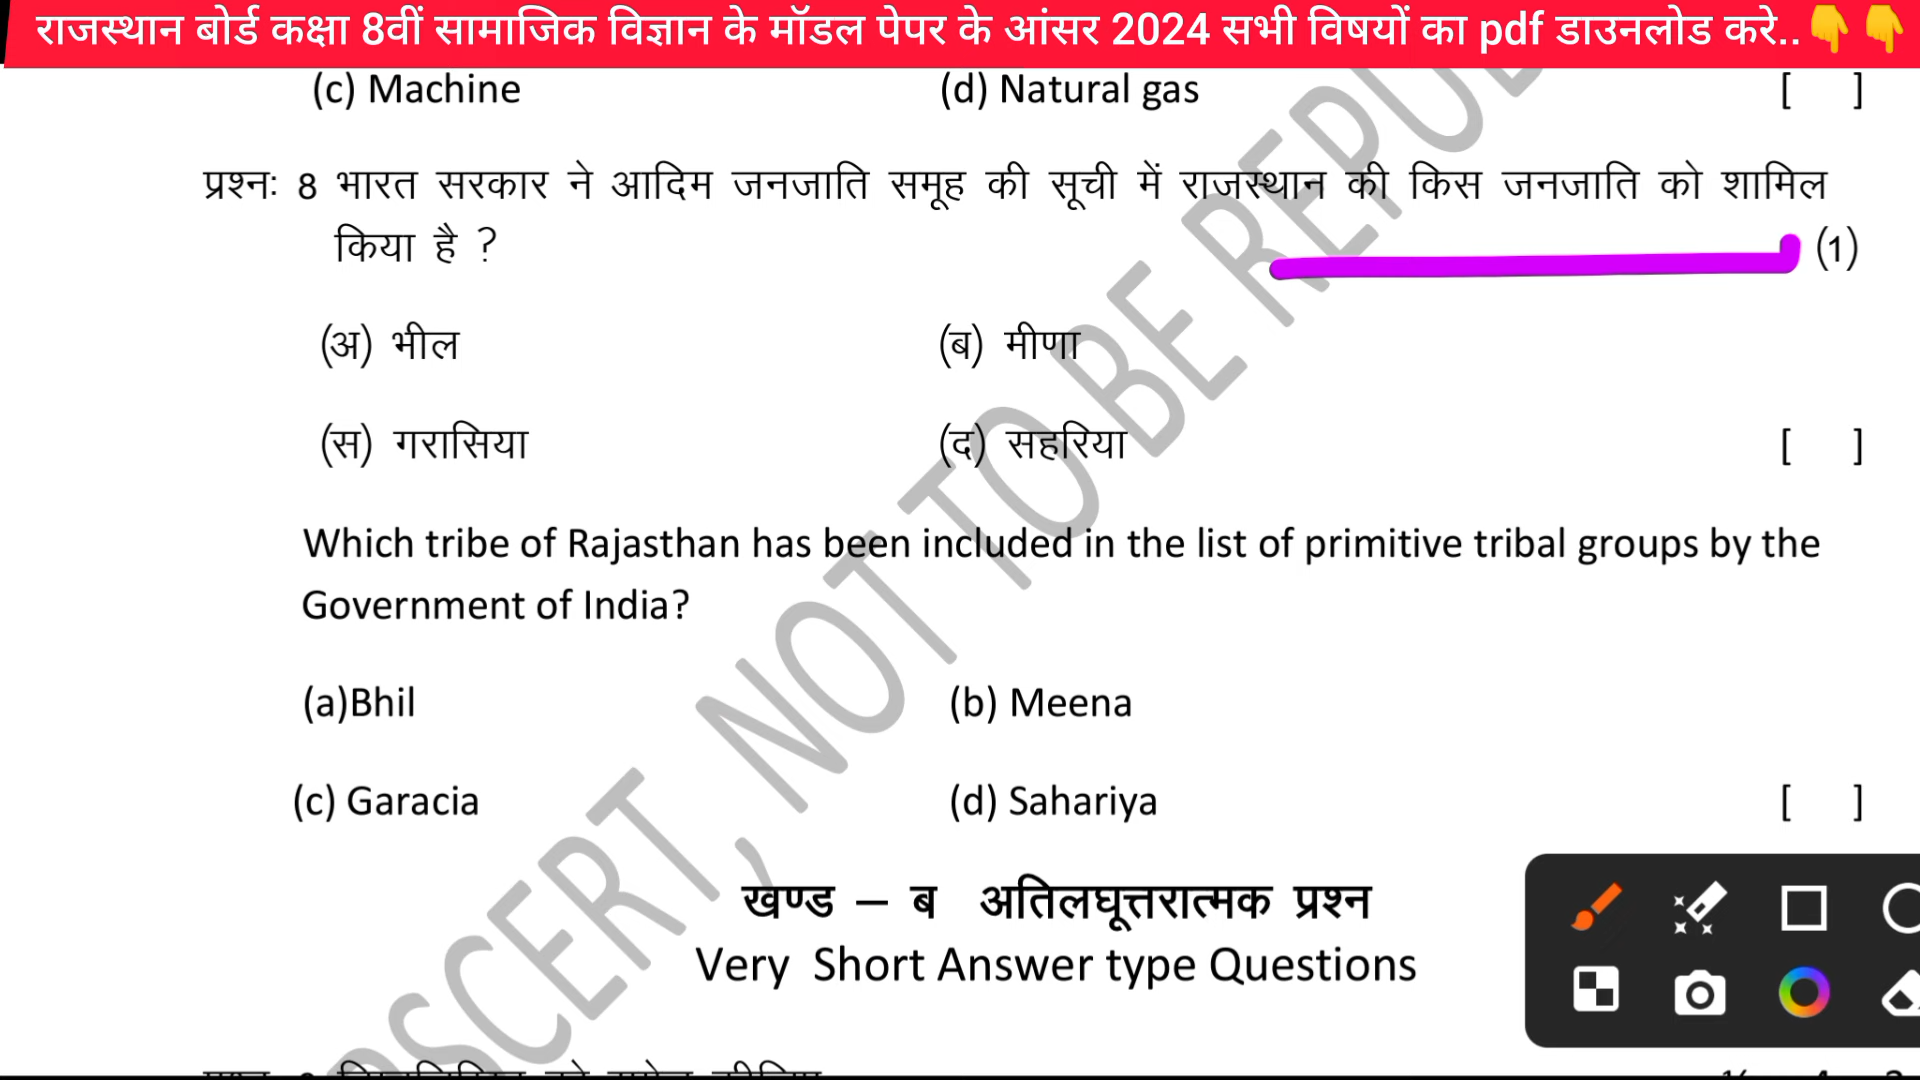 राजस्थान बोर्ड कक्षा 8वीं सामाजिक विज्ञान के मॉडल पेपर के आंसर 2024 सभी विषयों का pdf डाउनलोड करे..👇👇
(c) Machine (d) Natural gas [ ]
प्रश्नः 8 भारत सरकार ने आदिम जनजाति समूह की सूची में राजस्थान की किस जनजाति को शामिल
किया है ? (1)
(अ) भील (ब) मीणा
(स) गरासिया (द) सहरिया [ ]
Which tribe of Rajasthan has been included in the list of primitive tribal groups by the
Government of India?
(a)Bhil (b) Meena
(c) Garacia (d) Sahariya [ ]
खण्ड – ब अतिलघूत्तरात्मक प्रश्न
Very Short Answer type Questions
RSCERT, NOT TO BE REPU